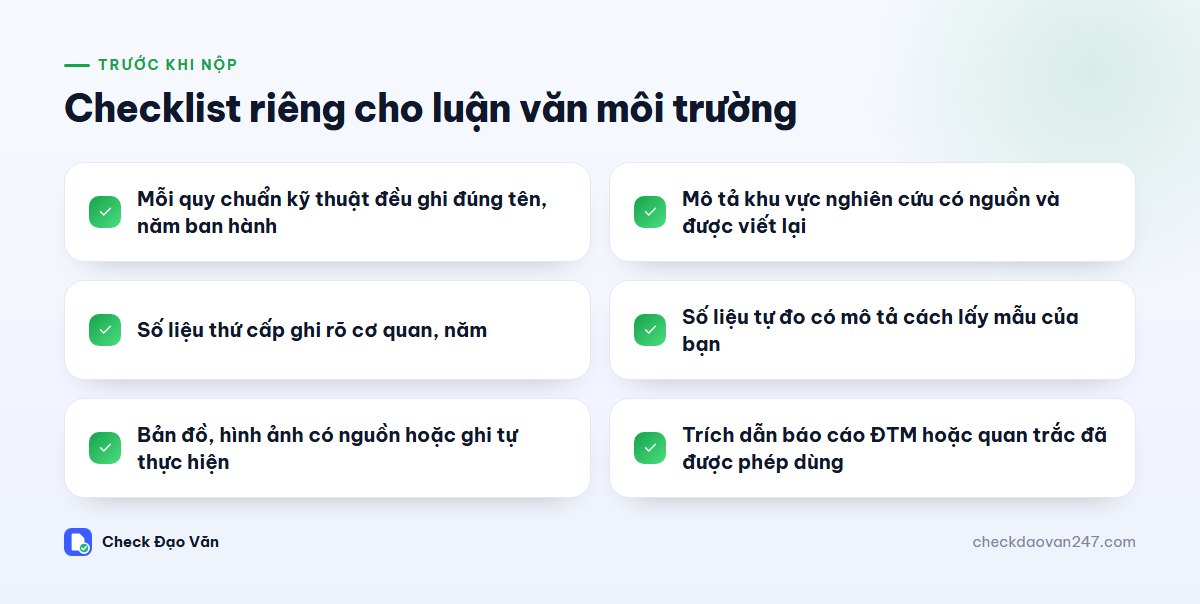 TRƯỚC KHI NỘP
Checklist riêng cho luận văn môi trường
Mỗi quy chuẩn kỹ thuật đều ghi đúng tên,
năm ban hành
Mô tả khu vực nghiên cứu có nguồn và
được viết lại
Số liệu thứ cấp ghi rõ cơ quan, năm
Số liệu tự đo có mô tả cách lấy mẫu của
bạn
Bản đồ, hình ảnh có nguồn hoặc ghi tự
thực hiện
Trích dẫn báo cáo ĐTM hoặc quan trắc đã
được phép dùng
Check Đạo Văn
checkdaovan247.com